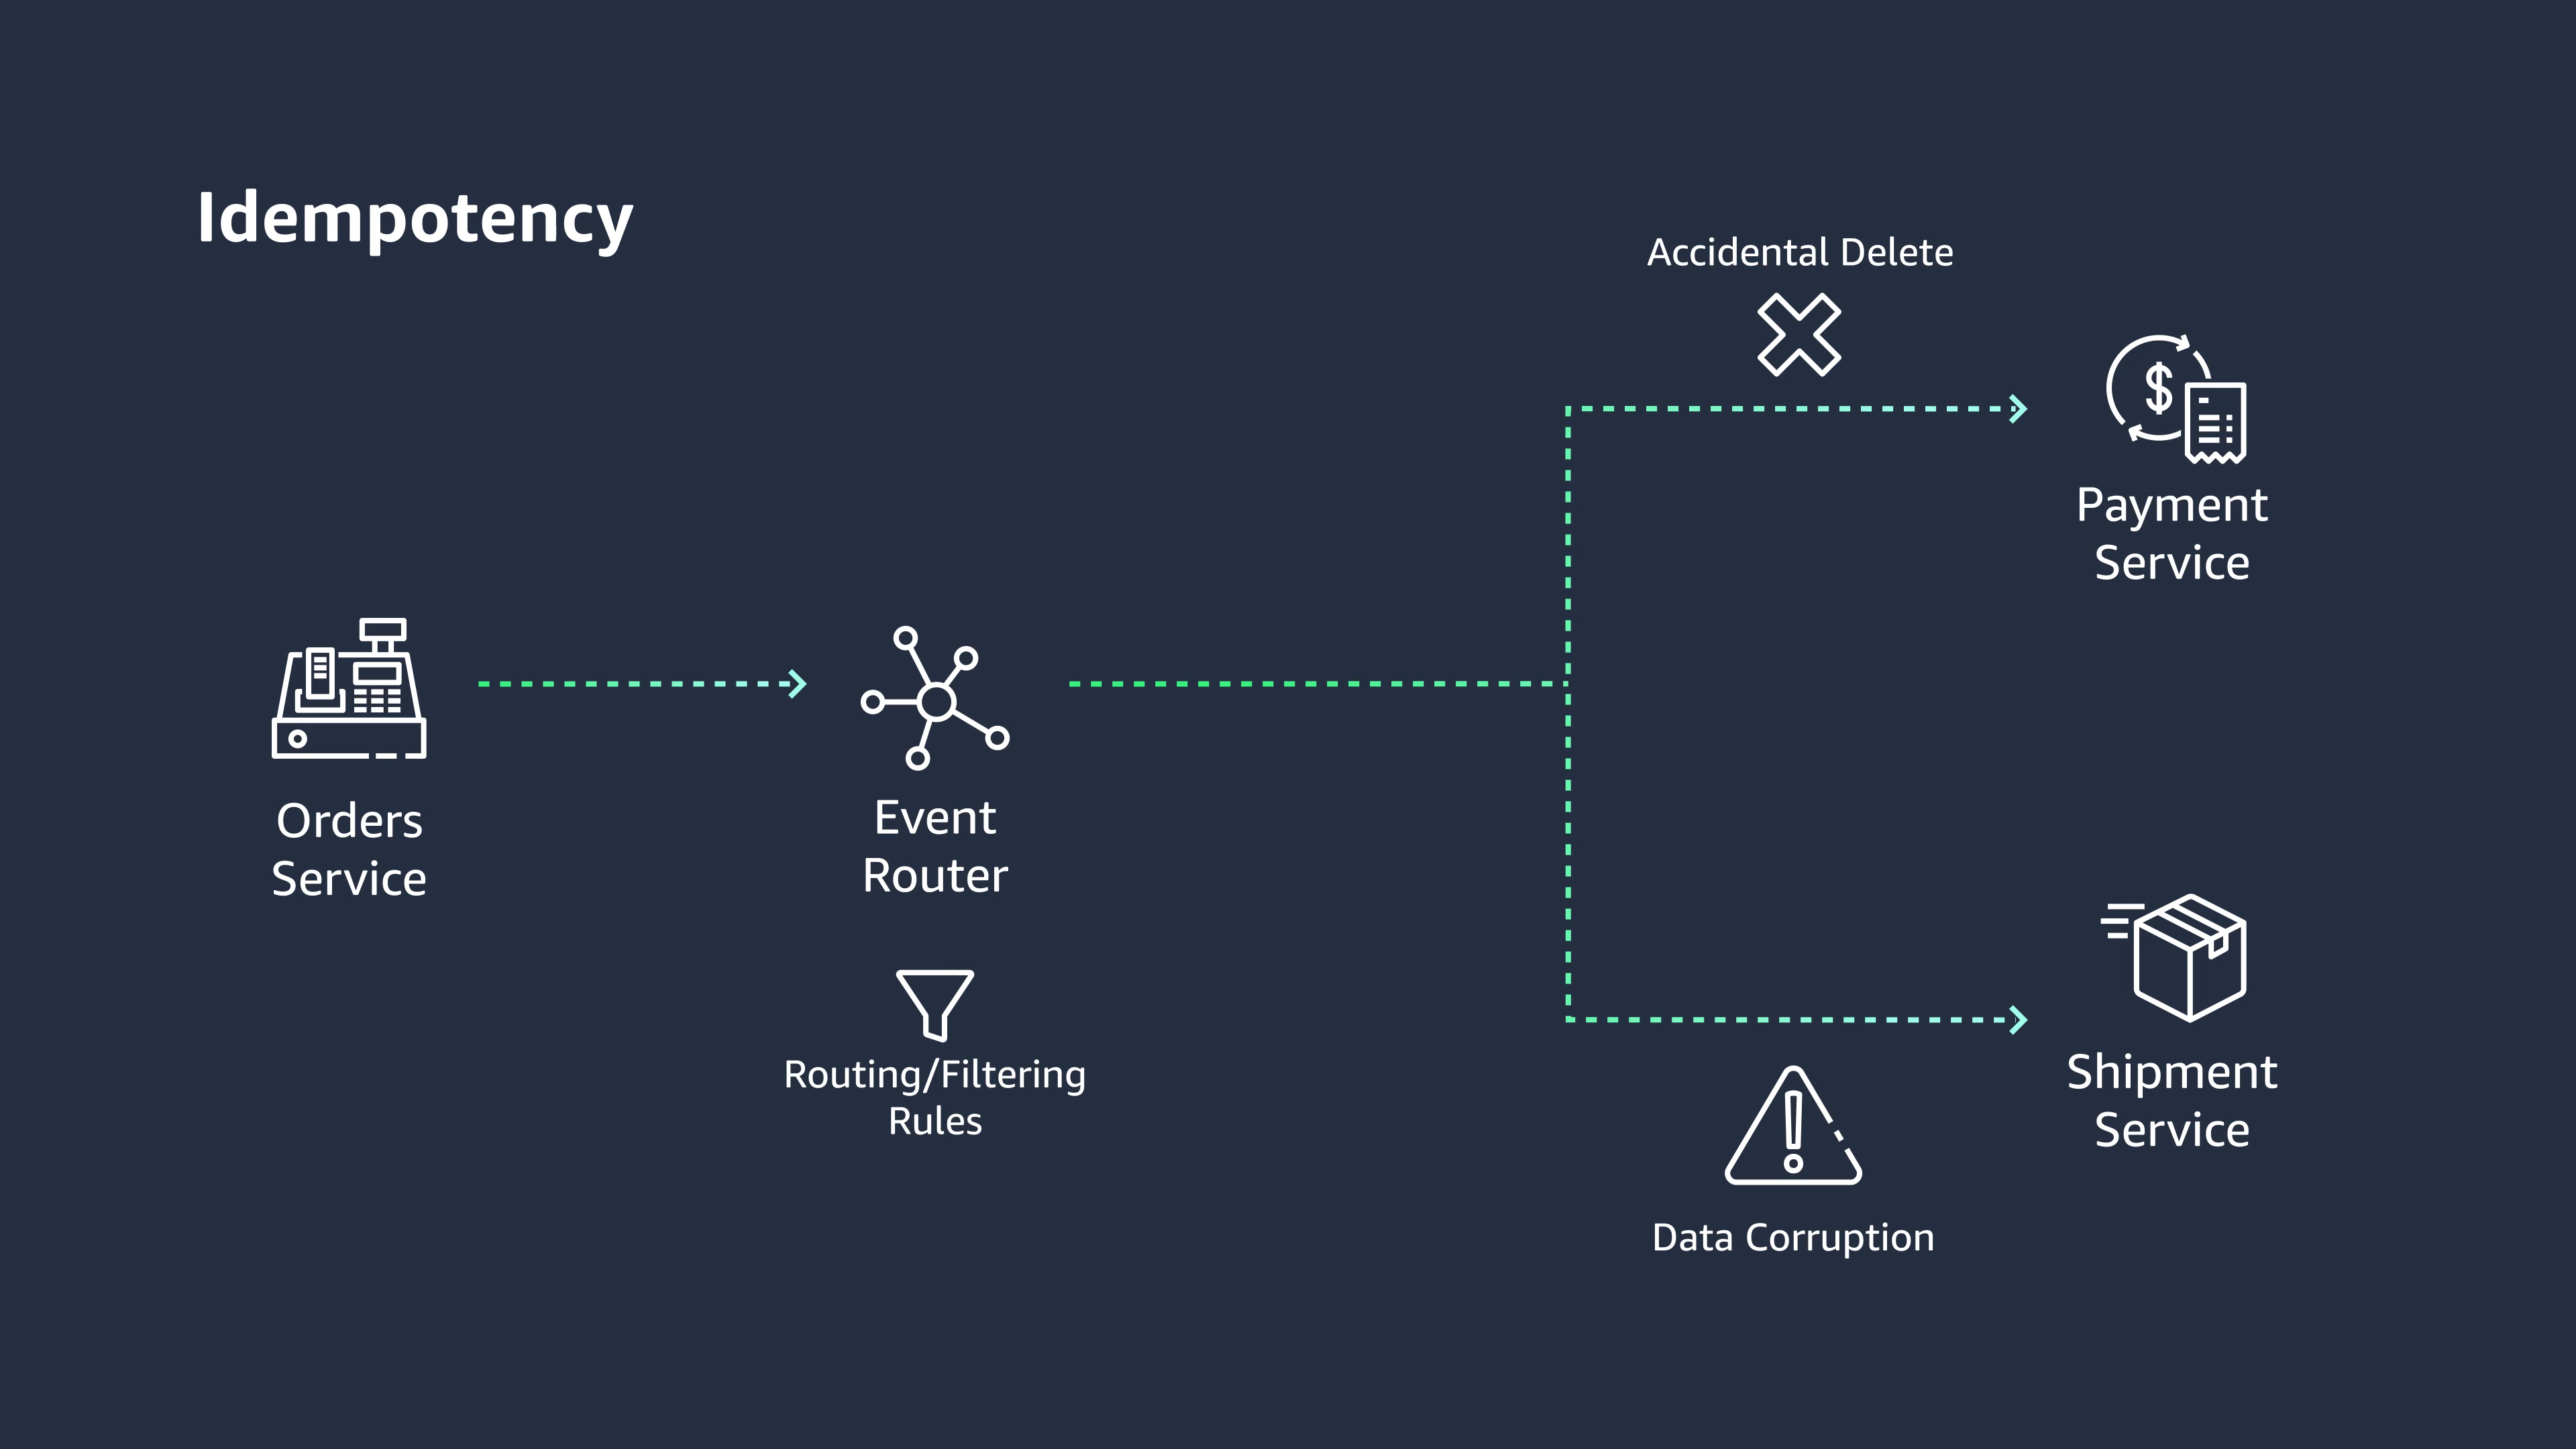 Idempotency
Accidental Delete
Payment
Service
Orders
Service
Event
Router
Routing/Filtering
Rules
Shipment
Service
Data Corruption